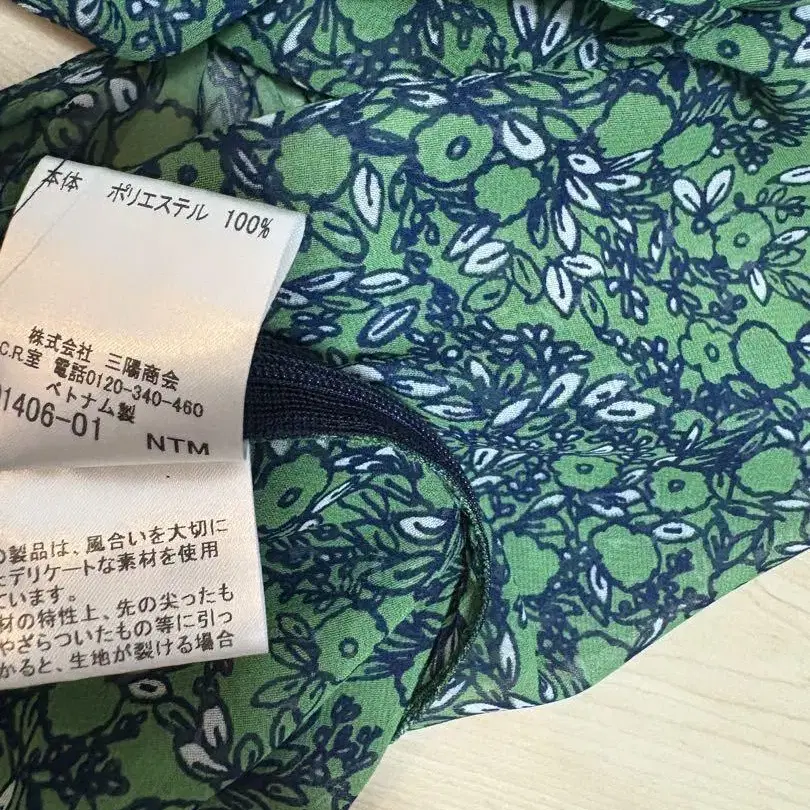 本体 ポリエステル 100%
株式会社 三陽商会
C.R.室 電話0120-340-460
ベトナム製
01406-01 NTM
の製品は、風合いを大切に
デリケートな素材を使用
ています。
材の特性上、先の尖ったも
やざらついたもの等に引っ
かると、生地が裂ける場合